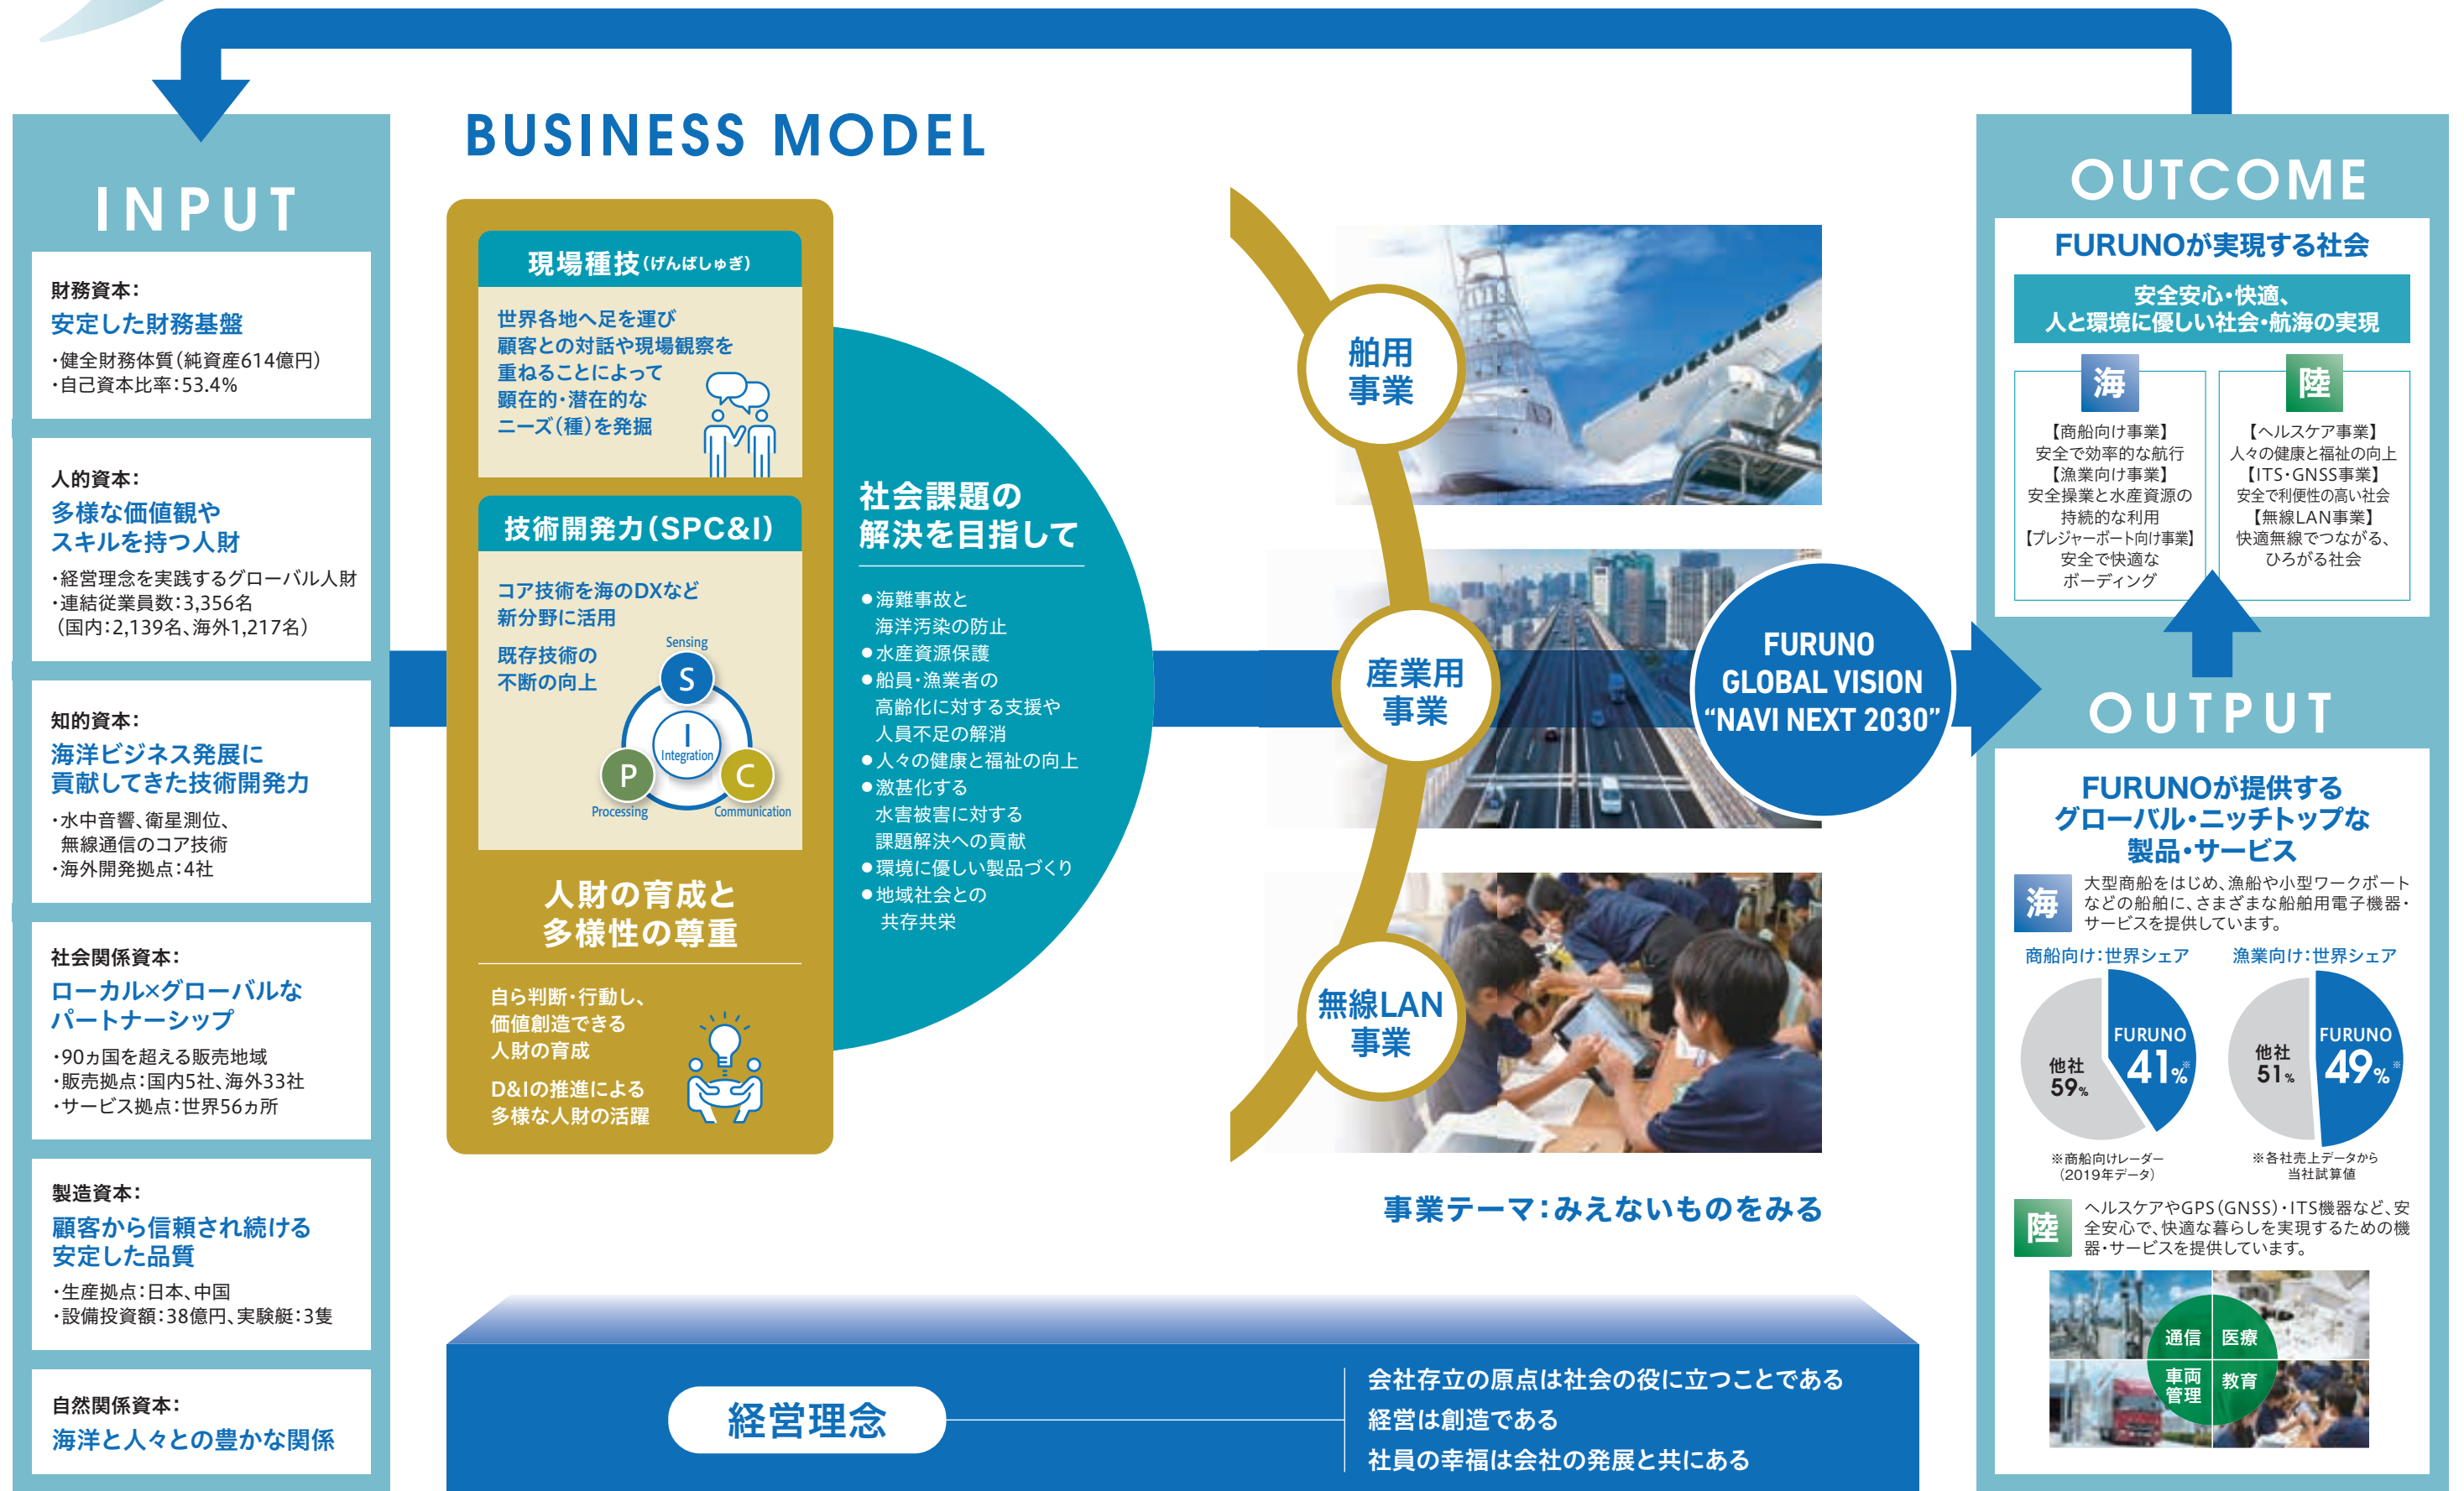 BUSINESS MODEL
INPUT
財務資本:
安定した財務基盤
・健全財務体質(純資産614億円)
・自己資本比率:53.4%
人的資本:
多様な価値観や
スキルを持つ人財
・経営理念を実践するグローバル人財
・連結従業員数:3,356名
(国内:2,139名、海外1,217名)
知的資本:
海洋ビジネス発展に
貢献してきた技術開発力
・水中音響、衛星測位、
無線通信のコア技術
・海外開発拠点:4社
社会関係資本:
ローカル×グローバルな
パートナーシップ
・90ヵ国を超える販売地域
・販売拠点:国内5社、海外33社
・サービス拠点:世界56ヵ所
製造資本:
顧客から信頼され続ける
安定した品質
・生産拠点:日本、中国
・設備投資額:38億円、実験艇:3隻
自然関係資本:
海洋と人々との豊かな関係
現場種技(げんばしゅぎ)
世界各地へ足を運び
顧客との対話や現場観察を
重ねることによって
顕在的・潜在的な
ニーズ(種)を発掘
技術開発力(SPC&I)
コア技術を海のDXなど
新分野に活用
既存技術の
不断の向上
Sensing
S
I
Integration
P
C
Processing
Communication
人財の育成と
多様性の尊重
自ら判断・行動し、
価値創造できる
人財の育成
D&Iの推進による
多様な人財の活躍
社会課題の
解決を目指して
●海難事故と
海洋汚染の防止
●水産資源保護
●船員・漁業者の
高齢化に対する支援や
人員不足の解消
●人々の健康と福祉の向上
●激甚化する
水害被害に対する
課題解決への貢献
●環境に優しい製品づくり
●地域社会との
共存共栄
舶用
事業
FURUNO
産業用
事業
無線LAN
事業
FURUNO
GLOBAL VISION
“NAVI NEXT 2030”
事業テーマ:みえないものをみる
経営理念
会社存立の原点は社会の役に立つことである
経営は創造である
社員の幸福は会社の発展と共にある
OUTCOME
FURUNOが実現する社会
安全安心・快適、
人と環境に優しい社会・航海の実現
海
【商船向け事業】
安全で効率的な航行
【漁業向け事業】
安全操業と水産資源の
持続的な利用
【プレジャーボート向け事業】
安全で快適な
ボーディング
陸
【ヘルスケア事業】
人々の健康と福祉の向上
【ITS・GNSS事業】
安全で利便性の高い社会
【無線LAN事業】
快適無線でつながる、
ひろがる社会
OUTPUT
FURUNOが提供する
グローバル・ニッチトップな
製品・サービス
海
大型商船をはじめ、漁船や小型ワークボート
などの船舶に、さまざまな船舶用電子機器・
サービスを提供しています。
商船向け:世界シェア
FURUNO
41%※
他社
59%
※商船向けレーダー
(2019年データ)
漁業向け:世界シェア
FURUNO
49%※
他社
51%
※各社売上データから
当社試算値
陸
ヘルスケアやGPS(GNSS)・ITS機器など、安
全安心で、快適な暮らしを実現するための機
器・サービスを提供しています。
通信
医療
車両
管理
教育